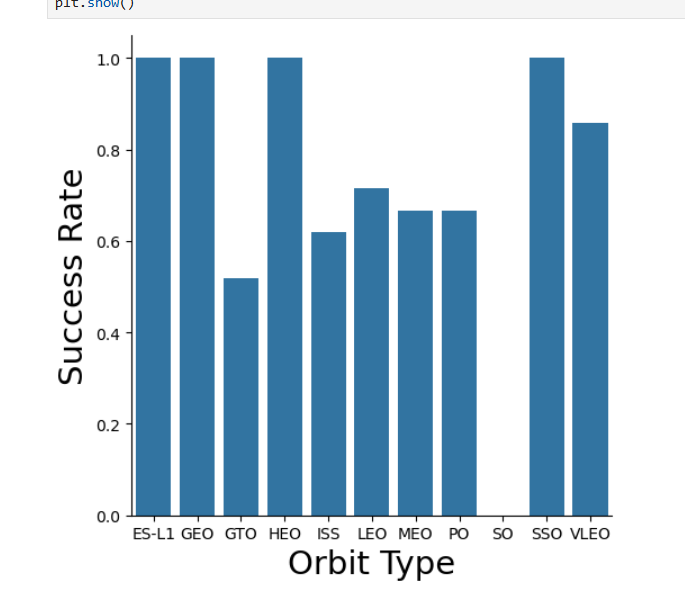 plt.show()
1.0
0.8
0.6
0.4
0.2
0.0
Success Rate
ES-L1 GEO GTO HEO ISS LEO MEO PO SO SSO VLEO
Orbit Type